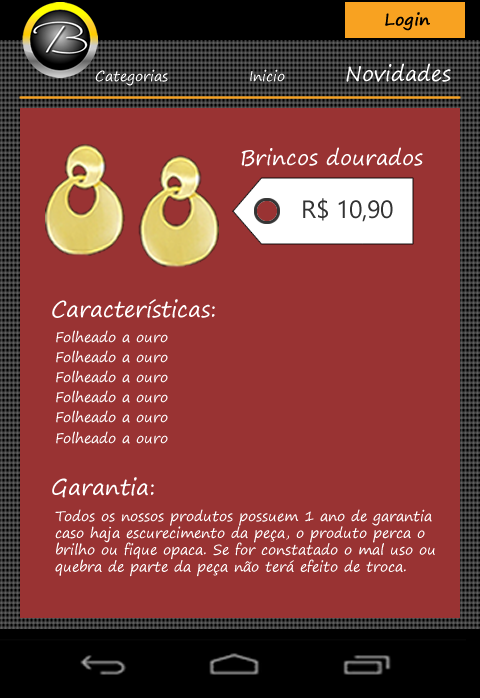 B
Login
Categorias
Inicio
Novidades
Brincos dourados
R$ 10,90
Características:
Folheado a ouro
Folheado a ouro
Folheado a ouro
Folheado a ouro
Folheado a ouro
Folheado a ouro
Garantia:
Todos os nossos produtos possuem 1 ano de garantia
caso haja escurecimento da peça, o produto perca o
brilho ou fique opaca. Se for constatado o mal uso ou
quebra de parte da peça não terá efeito de troca.